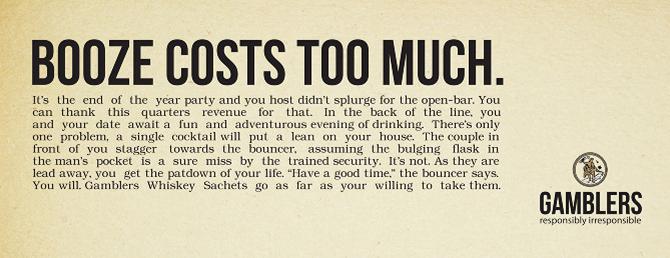 BOOZE COSTS TOO MUCH.
It's the end of the year party and you host didn't splurge for the open-bar. You
can thank this quarters revenue for that. In the back of the line, you
and your date await a fun and adventurous evening of drinking. There's only
one problem, a single cocktail will put a lean on your house. The couple in
front of you stagger towards the bouncer, assuming the bulging flask in
the man's pocket is a sure miss by the trained security. It's not. As they are
lead away, you get the patdown of your life. “Have a good time,” the bouncer says.
You will. Gamblers Whiskey Sachets go as far as your willing to take them.
GAMBLERS
responsibly irresponsible